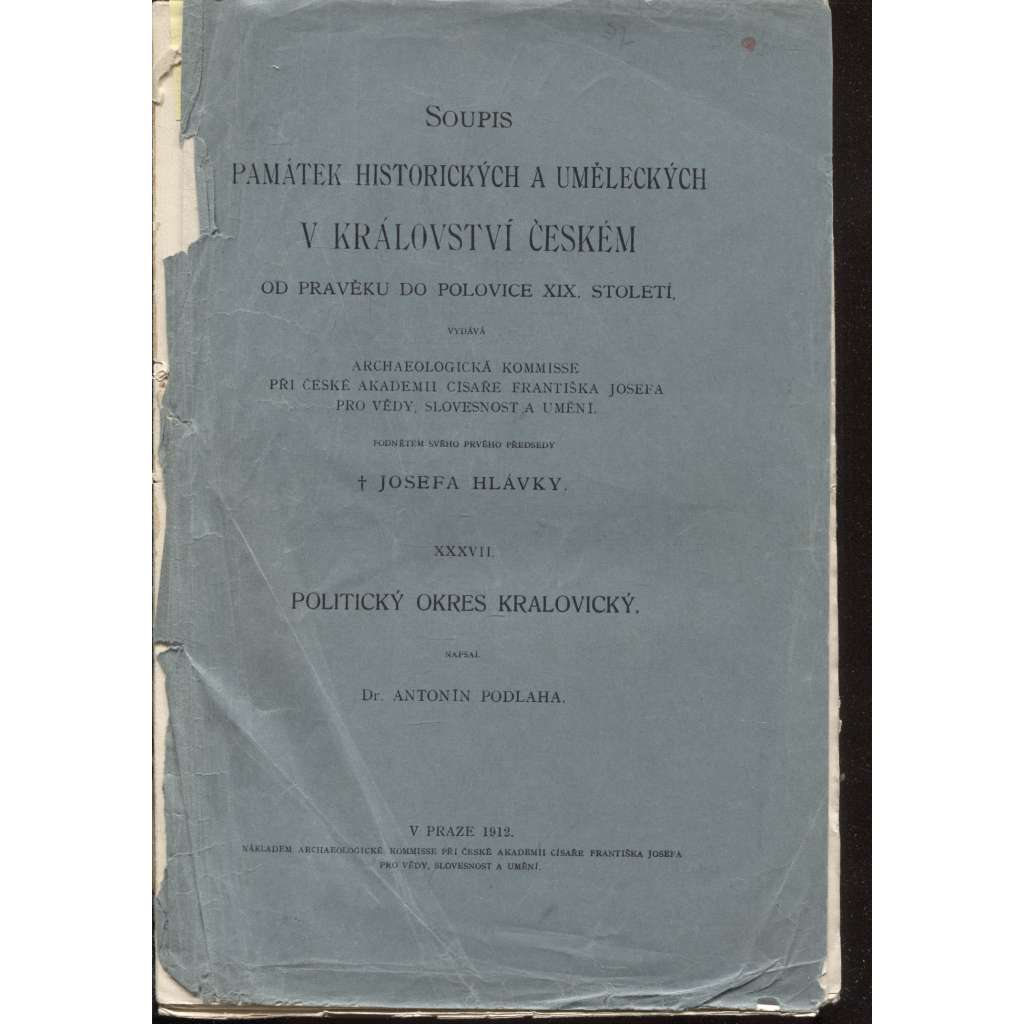 SOUPIS
PAMÁTEK HISTORICKÝCH A UMĚLECKÝCH
V KRÁLOVSTVÍ ČESKÉM
OD PRAVĚKU DO POLOVICE XIX. STOLETÍ,
VYDÁVÁ
ARCHAEOLOGICKÁ KOMMISSE
PŘI ČESKÉ AKADEMII CÍSAŘE FRANTIŠKA JOSEFA
PRO VĚDY, SLOVESNOST A UMĚNÍ.
PODNĚTEM SVÉHO PRVÉHO PŘEDSEDY
† JOSEFA HLÁVKY.
XXXVII.
POLITICKÝ OKRES KRALOVICKÝ.
NAPSAL
Dr. ANTONÍN PODLAHA.
V PRAZE 1912.
NÁKLADEM ARCHAEOLOGICKÉ KOMMISSE PŘI ČESKÉ AKADEMII CÍSAŘE FRANTIŠKA JOSEFA
PRO VĚDY, SLOVESNOST A UMĚNÍ.